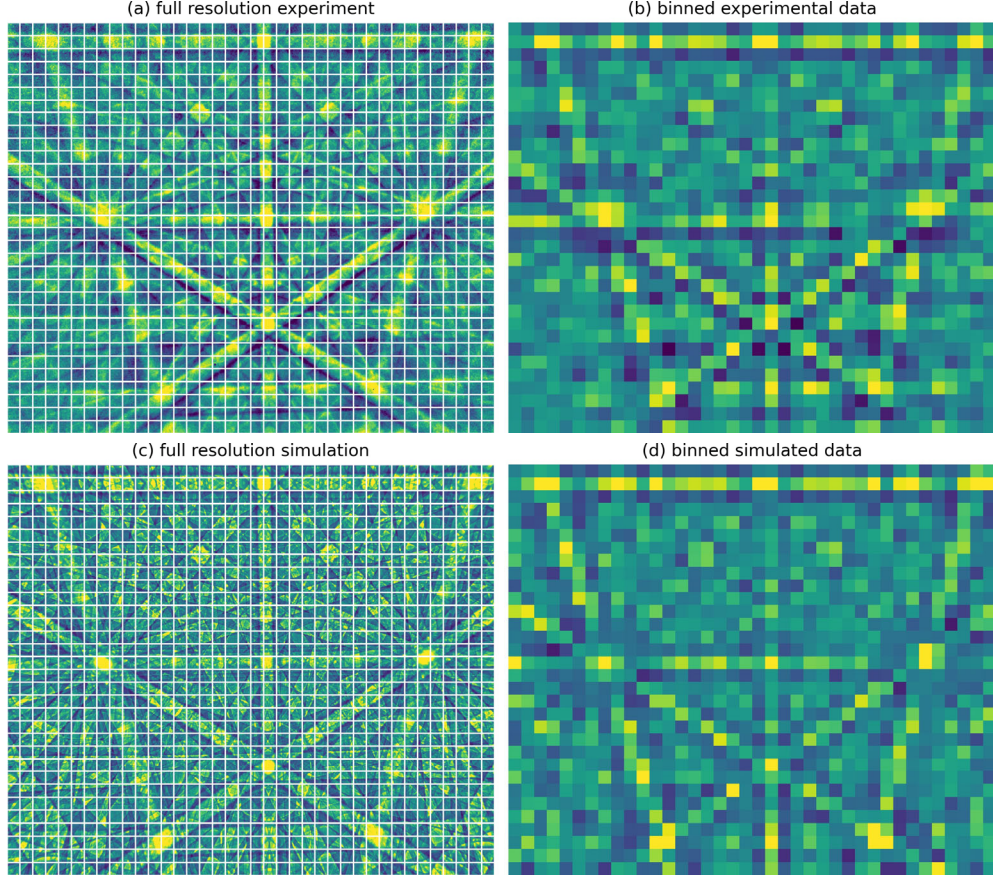 (a) full resolution experiment
(b) binned experimental data
(c) full resolution simulation
(d) binned simulated data